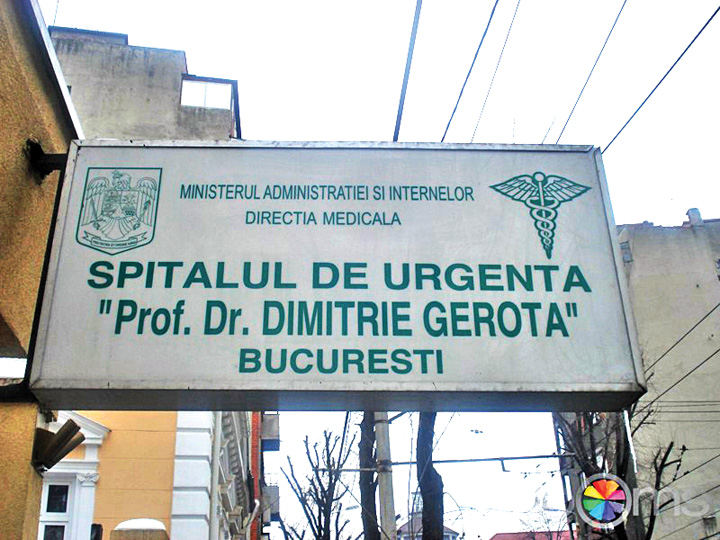 MINISTERUL ADMINISTRATIEI SI INTERNELOR
DIRECTIA MEDICALA
SPITALUL DE URGENTA
"Prof. Dr. DIMITRIE GEROTA"
BUCURESTI